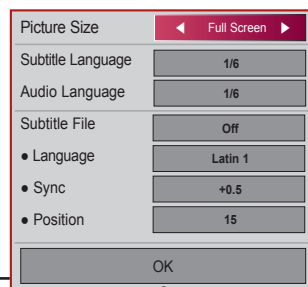 Picture Size ◀ Full Screen ▶
Subtitle Language 1/6
Audio Language 1/6
Subtitle File Off
● Language Latin 1
● Sync +0.5
● Position 15
OK